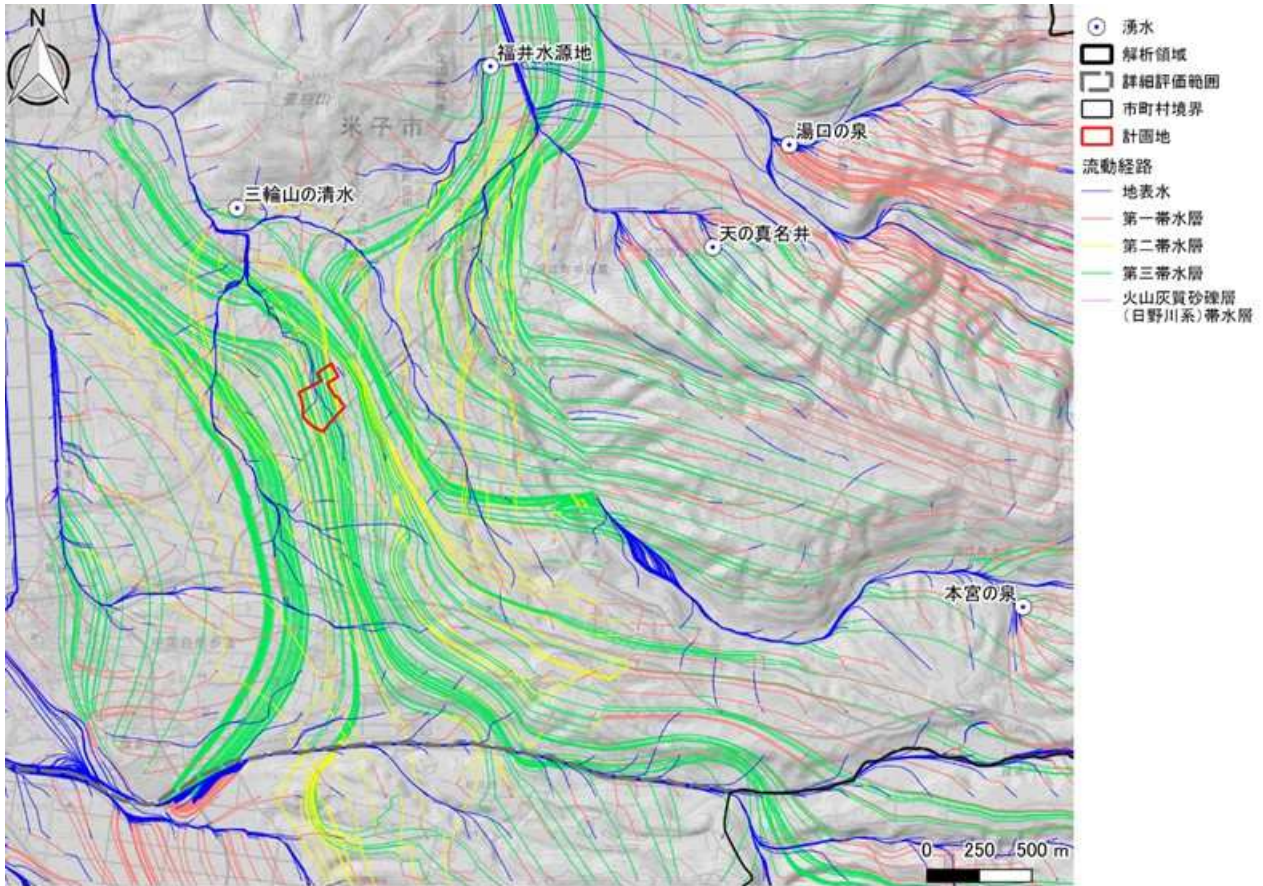 N
福井水源地
米子市
湯口の泉
三輪山の清水
天の真名井
本宮の泉
0 250 500 m
湧水
解析領域
詳細評価範囲
市町村境界
計画地
流動経路
地表水
第一帯水層
第二帯水層
第三帯水層
火山灰質砂礫層
(日野川系)帯水層